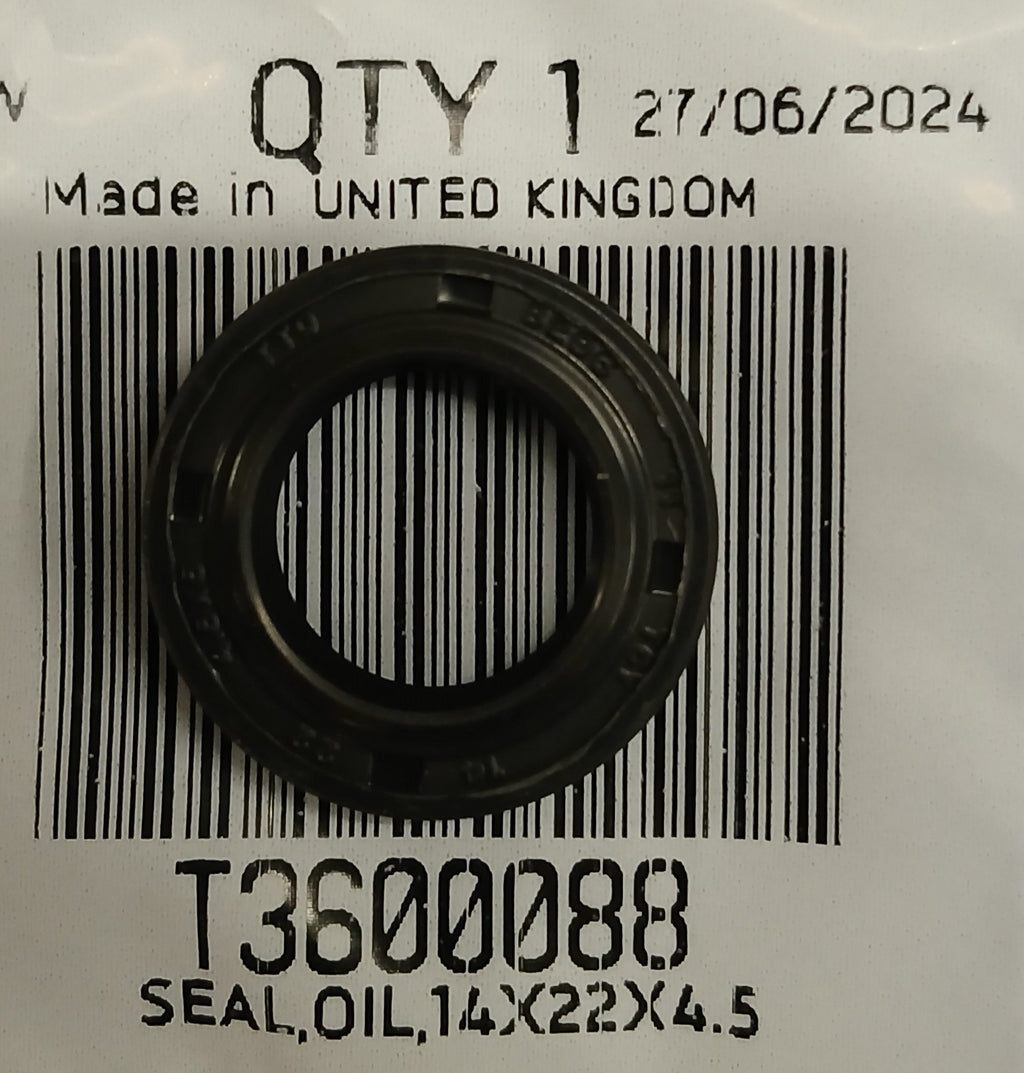 QTY 1 27/06/2024
Made in UNITED KINGDOM
T3600088
SEAL,OIL,14X22X4.5